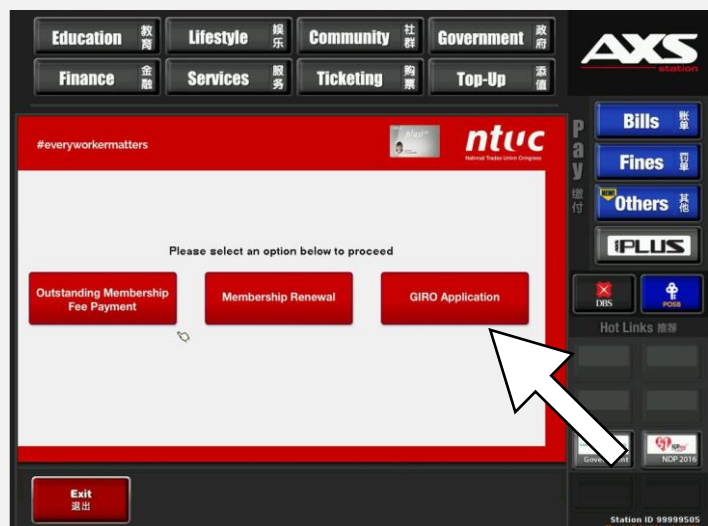 Education 教育
Lifestyle 娱乐
Community 社群
Government 政府
AXS
station
Finance 金融
Services 服务
Ticketing 购票
Top-Up 添值
#everyworkermatters
plus!
ntuc
National Trades Union Congress
Please select an option below to proceed
Outstanding Membership
Fee Payment
Membership Renewal
GIRO Application
Pay 缴付
Bills 账单
Fines 罚单
NEW!
Others 其他
iPLUS
DBS
POSB
Hot Links 推荐
NDP 2016
Exit
退出
Station ID 99999505